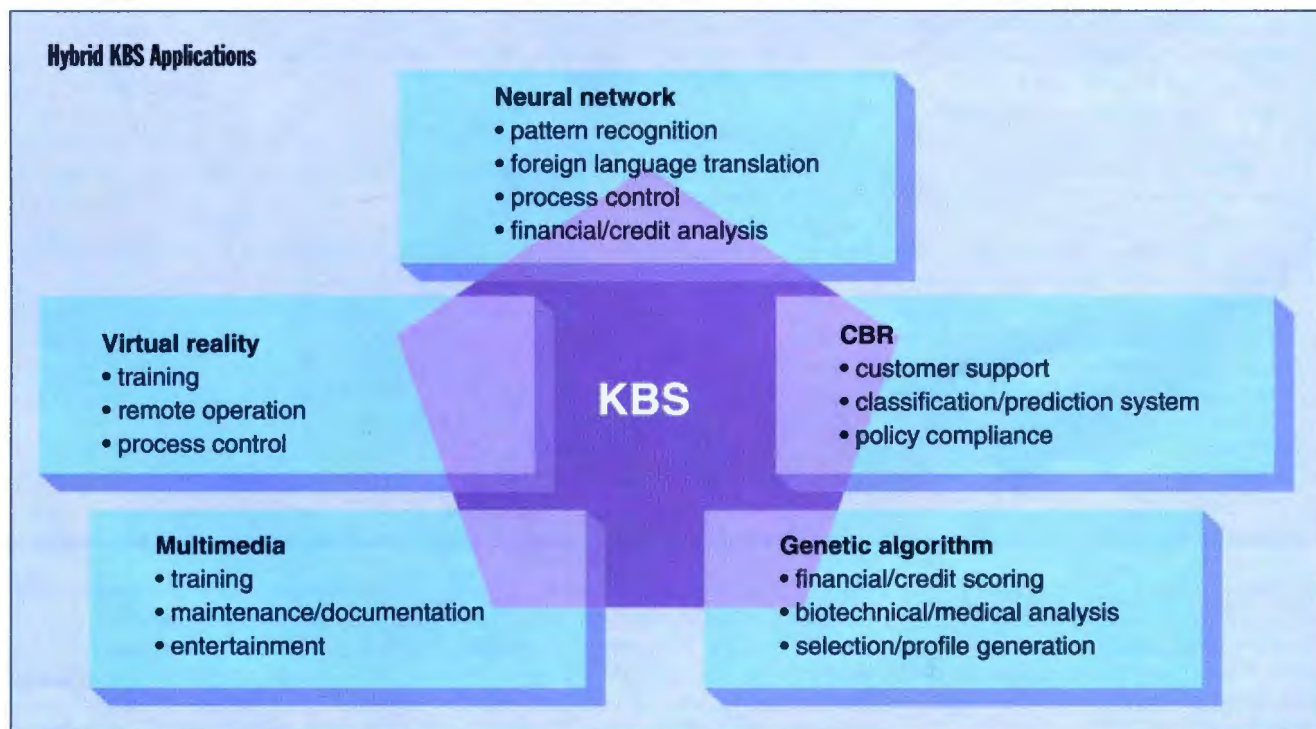 Hybrid KBS Applications
Neural network
• pattern recognition
• foreign language translation
• process control
• financial/credit analysis
Virtual reality
• training
• remote operation
• process control
KBS
CBR
• customer support
• classification/prediction system
• policy compliance
Multimedia
• training
• maintenance/documentation
• entertainment
Genetic algorithm
• financial/credit scoring
• biotechnical/medical analysis
• selection/profile generation